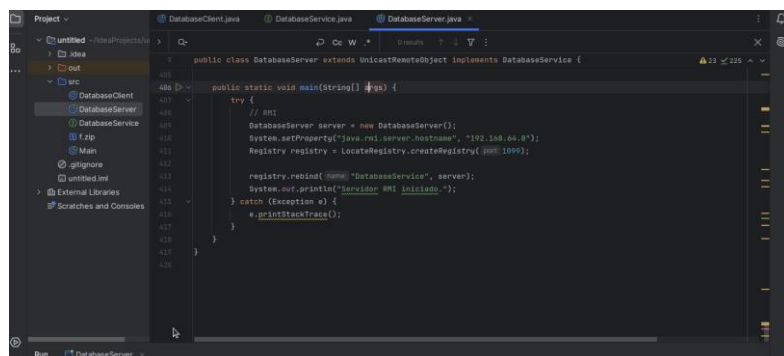 Project
DatabaseClient.java
DatabaseService.java
DatabaseServer.java
untitled ~/IdeaProjects/u
.idea
out
src
DatabaseClient
DatabaseServer
DatabaseService
f.zip
Main
.gitignore
untitled.iml
External Libraries
Scratches and Consoles
Cc W .*
0 results
public class DatabaseServer extends UnicastRemoteObject implements DatabaseService {
23 225
405
406 public static void main(String[] args) {
407 try {
408 // RMI
409 DatabaseServer server = new DatabaseServer();
410 System.setProperty("java.rmi.server.hostname", "192.168.64.8");
411 Registry registry = LocateRegistry.createRegistry( port: 1099);
412
413 registry.rebind( name: "DatabaseService", server);
414 System.out.println("Servidor RMI iniciado.");
415 } catch (Exception e) {
416 e.printStackTrace();
417 }
418 }
419 }
420
Run DatabaseServer